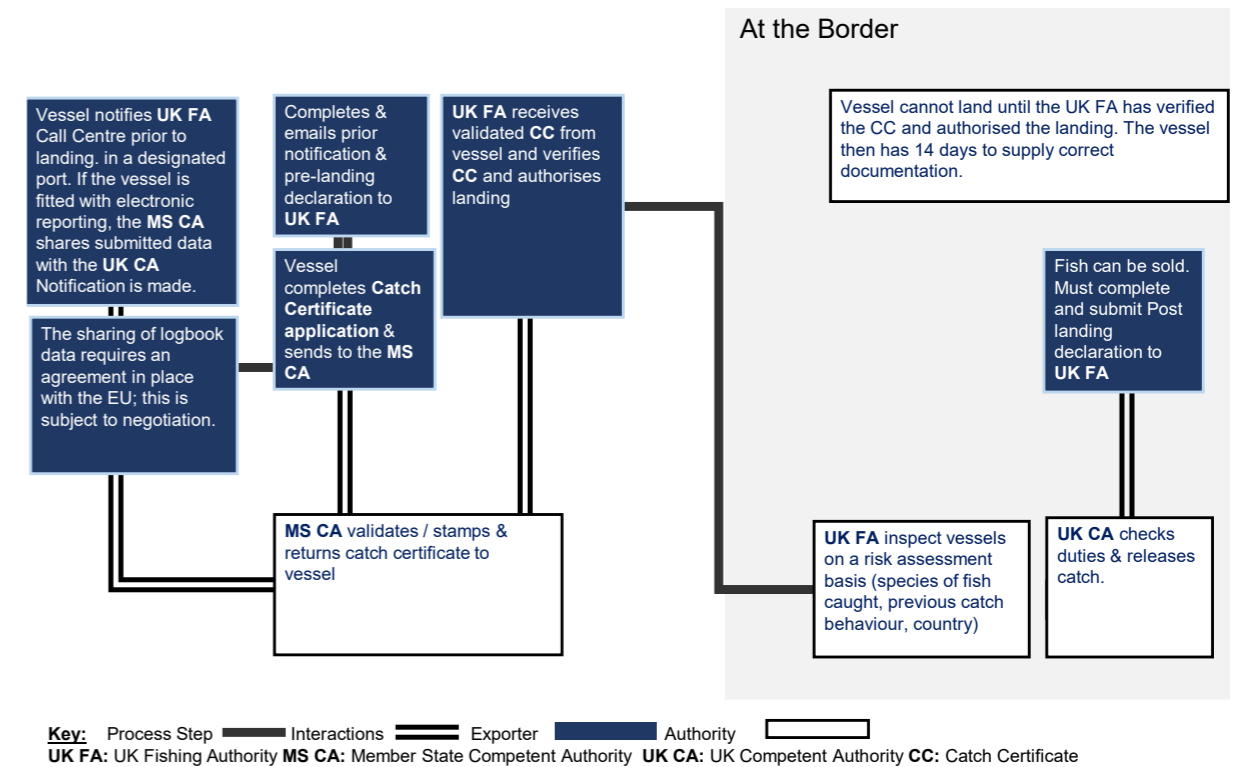 At the Border
Vessel notifies UK FA
Call Centre prior to
landing. in a designated
port. If the vessel is
fitted with electronic
reporting, the MS CA
shares submitted data
with the UK CA
Notification is made.
The sharing of logbook
data requires an
agreement in place
with the EU; this is
subject to negotiation.
Completes &
emails prior
notification &
pre-landing
declaration to
UK FA
Vessel
completes Catch
Certificate
application &
sends to the MS
CA
UK FA receives
validated CC from
vessel and verifies
CC and authorises
landing
MS CA validates / stamps &
returns catch certificate to
vessel
Vessel cannot land until the UK FA has verified
the CC and authorised the landing. The vessel
then has 14 days to supply correct
documentation.
Fish can be sold.
Must complete
and submit Post
landing
declaration to
UK FA
UK FA inspect vessels
on a risk assessment
basis (species of fish
caught, previous catch
behaviour, country)
UK CA checks
duties & releases
catch.
Key: Process Step Interactions Exporter Authority
UK FA: UK Fishing Authority MS CA: Member State Competent Authority UK CA: UK Competent Authority CC: Catch Certificate